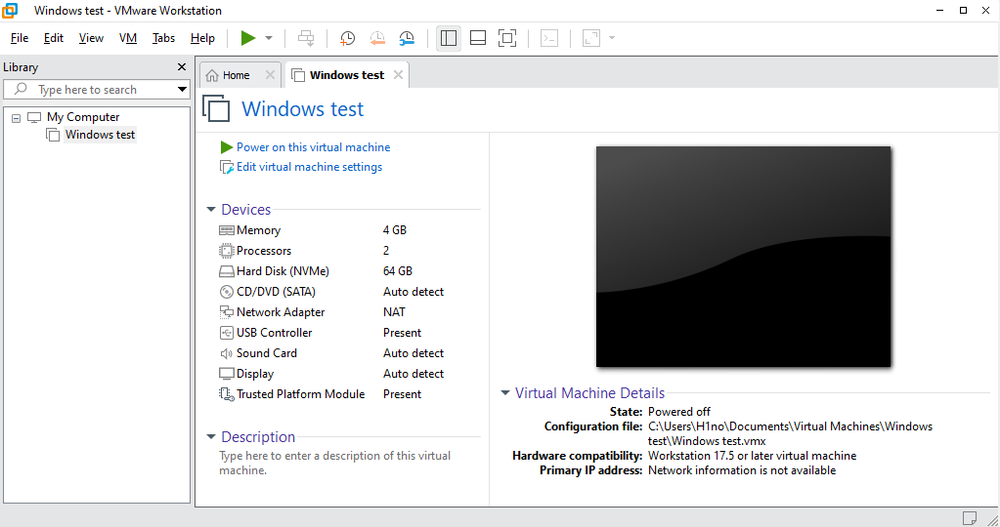 Windows test - VMware Workstation
File Edit View VM Tabs Help
Library
Type here to search
My Computer
Windows test
Home
Windows test
Windows test
Power on this virtual machine
Edit virtual machine settings
Devices
Memory 4 GB
Processors 2
Hard Disk (NVMe) 64 GB
CD/DVD (SATA) Auto detect
Network Adapter NAT
USB Controller Present
Sound Card Auto detect
Display Auto detect
Trusted Platform Module Present
Description
Type here to enter a description of this virtual
machine.
Virtual Machine Details
State: Powered off
Configuration file: C:\Users\H1no\Documents\Virtual Machines\Windows
test\Windows test.vmx
Hardware compatibility: Workstation 17.5 or later virtual machine
Primary IP address: Network information is not available